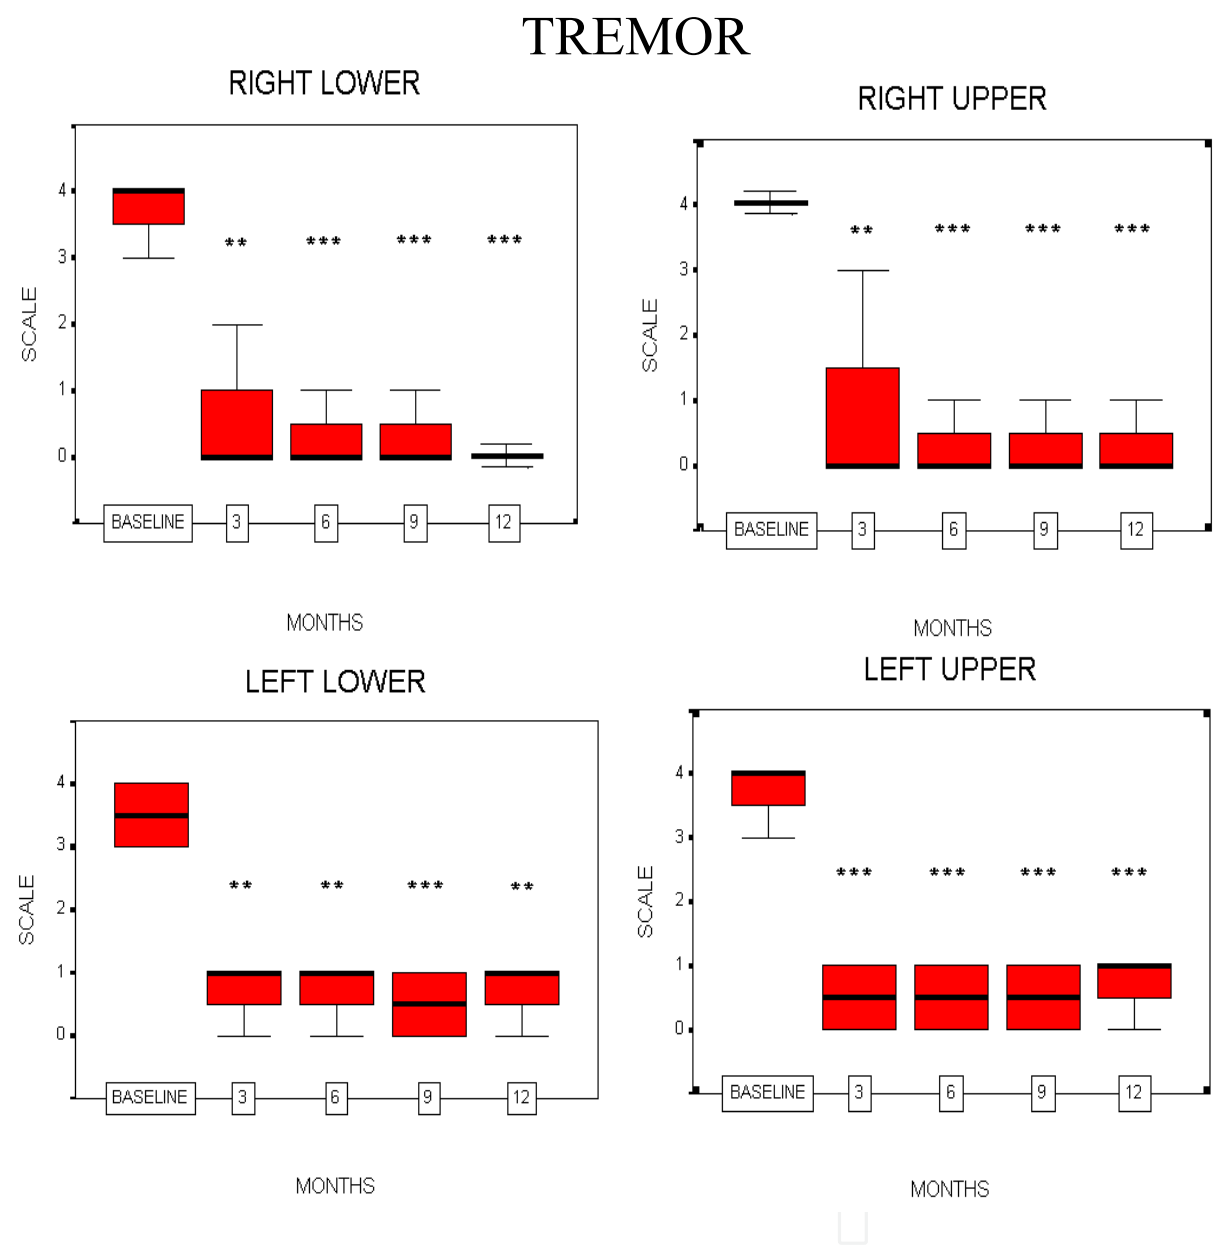 TREMOR
RIGHT LOWER
4
3
2
1
0
SCALE
** *** *** ***
BASELINE 3 6 9 12
MONTHS
RIGHT UPPER
4
3
2
1
0
SCALE
** *** *** ***
BASELINE 3 6 9 12
MONTHS
LEFT LOWER
4
3
2
1
0
SCALE
** ** *** **
BASELINE 3 6 9 12
MONTHS
LEFT UPPER
4
3
2
1
0
SCALE
*** *** *** ***
BASELINE 3 6 9 12
MONTHS